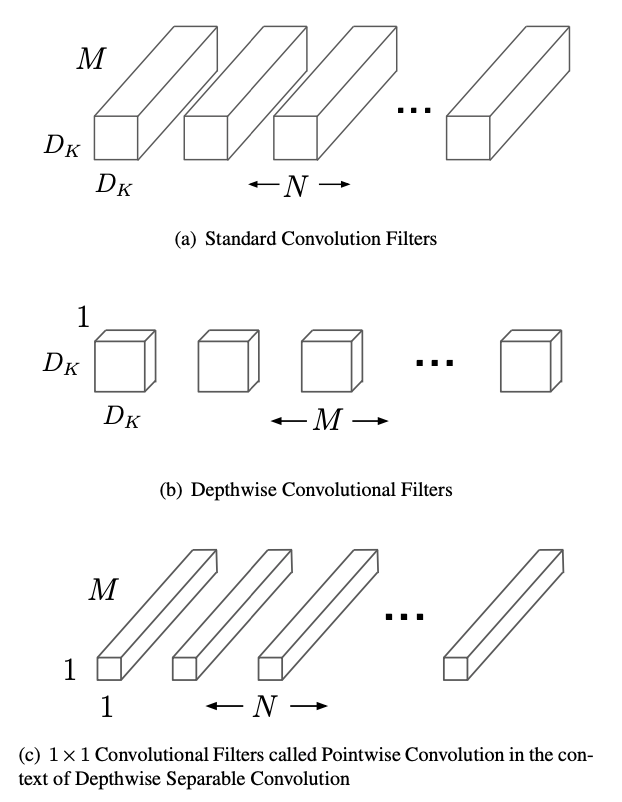 M
D_K
D_K
N
(a) Standard Convolution Filters
1
D_K
D_K
M
(b) Depthwise Convolutional Filters
M
1
1
N
(c) 1 × 1 Convolutional Filters called Pointwise Convolution in the con-
text of Depthwise Separable Convolution